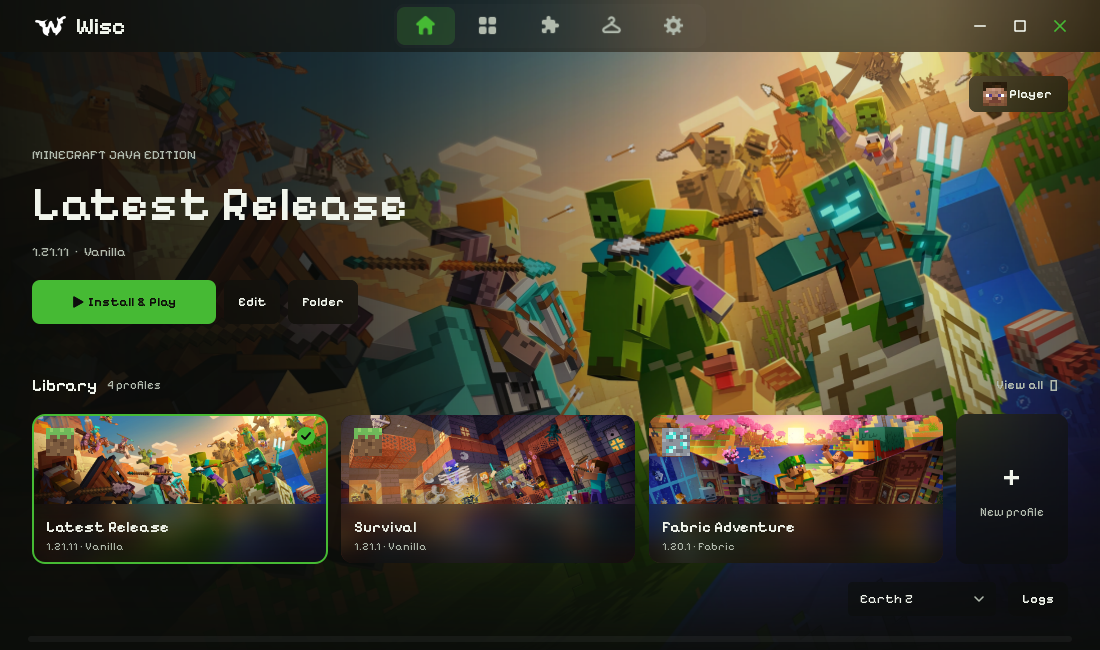 Wisc
Player
MINECRAFT JAVA EDITION
Latest Release
1.21.11 · Vanilla
Install & Play
Edit
Folder
Library
4 profiles
View all
Latest Release
1.21.11 · Vanilla
Survival
1.21.1 · Vanilla
Fabric Adventure
1.20.1 · Fabric
New profile
Earth 2
Logs